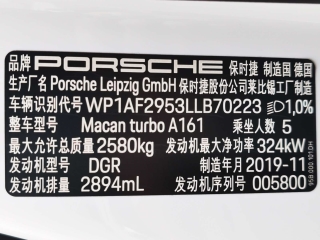 品牌 PORSCHE 保时捷 制造国 德国
生产厂名 Porsche Leipzig GmbH 保时捷股份公司莱比锡工厂制造
车辆识别代号 WP1AF2953LLB70223 1,0%
整车型号 Macan turbo A161 乘坐人数 5
最大允许总质量 2580kg 发动机最大净功率 324kW
发动机型号 DGR 制造年月 2019-11
发动机排量 2894mL 发动机序列号 005800